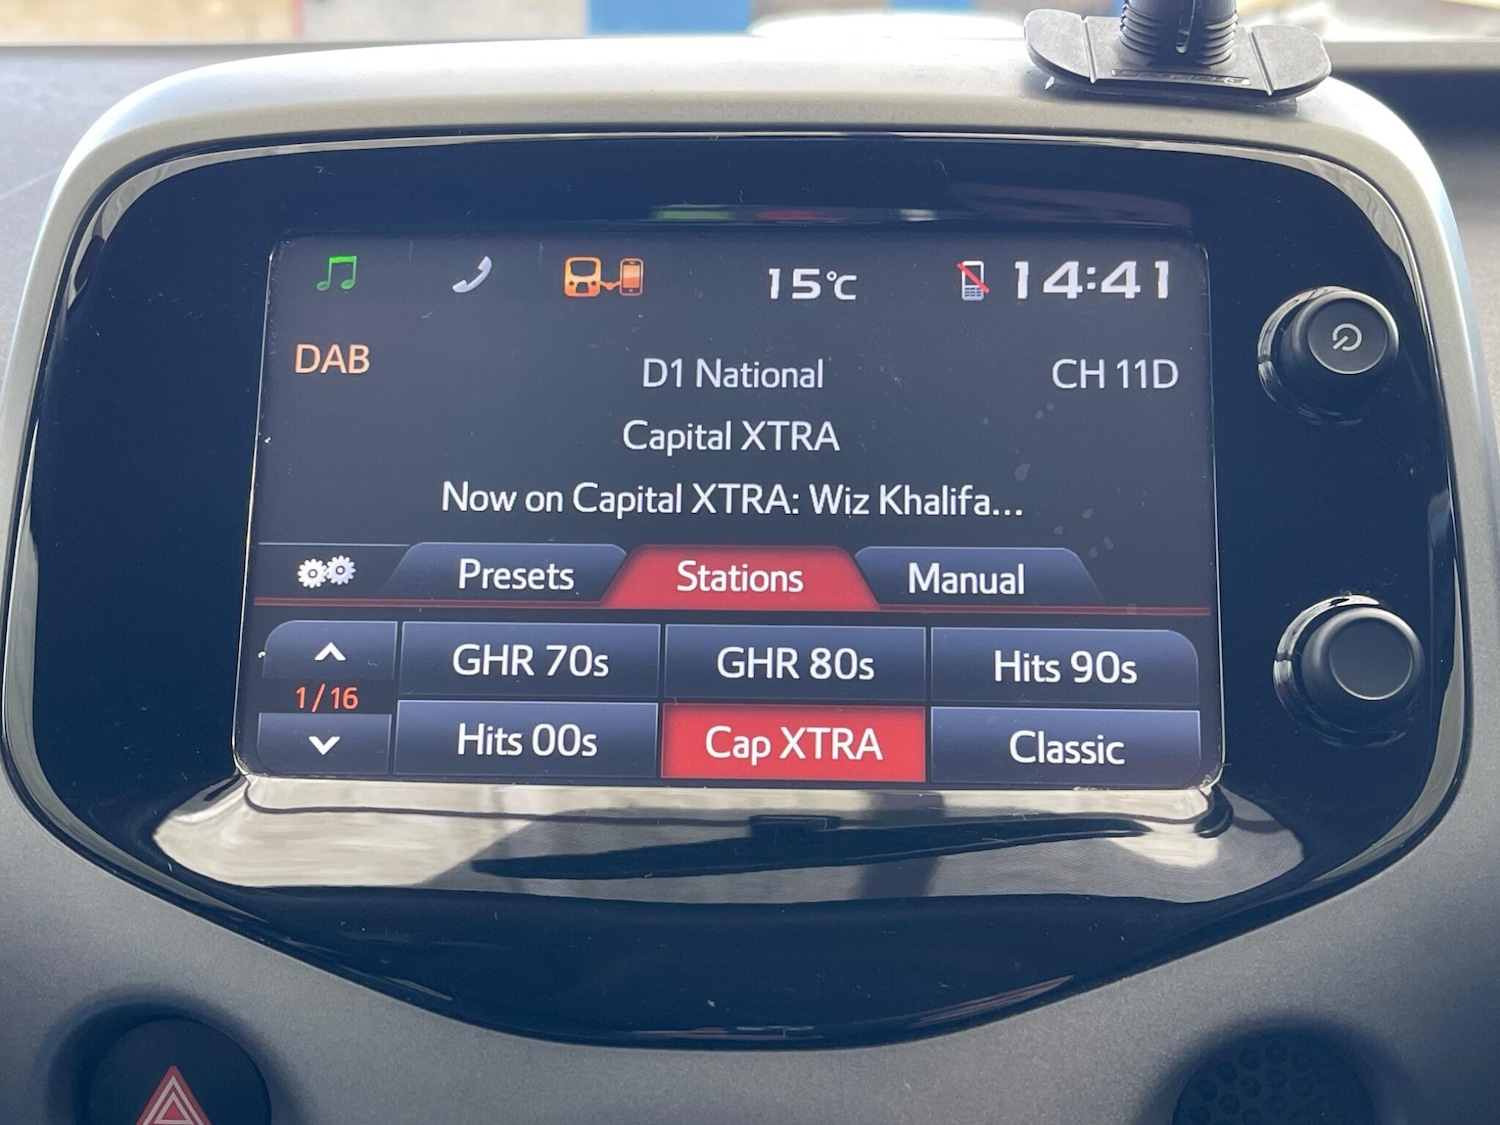 15°C 14:41
DAB D1 National CH 11D
Capital XTRA
Now on Capital XTRA: Wiz Khalifa...
Presets Stations Manual
GHR 70s GHR 80s Hits 90s
1/16
Hits 00s Cap XTRA Classic